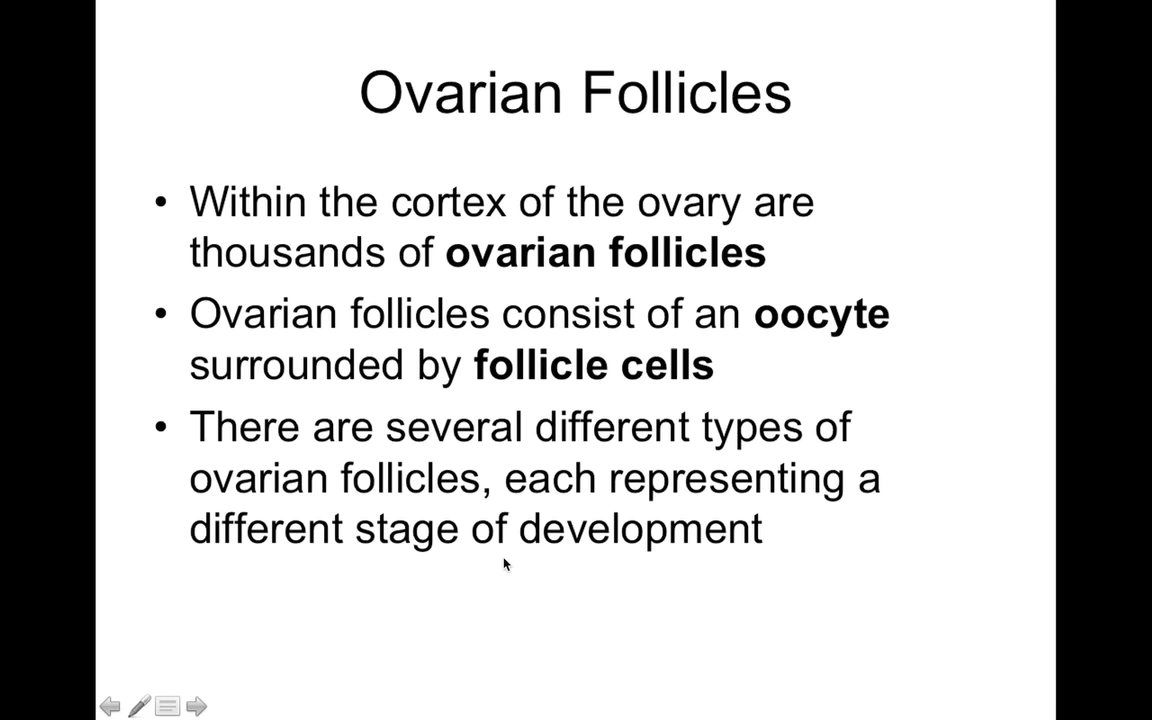 Ovarian Follicles
• Within the cortex of the ovary are
thousands of ovarian follicles
• Ovarian follicles consist of an oocyte
surrounded by follicle cells
• There are several different types of
ovarian follicles, each representing a
different stage of development